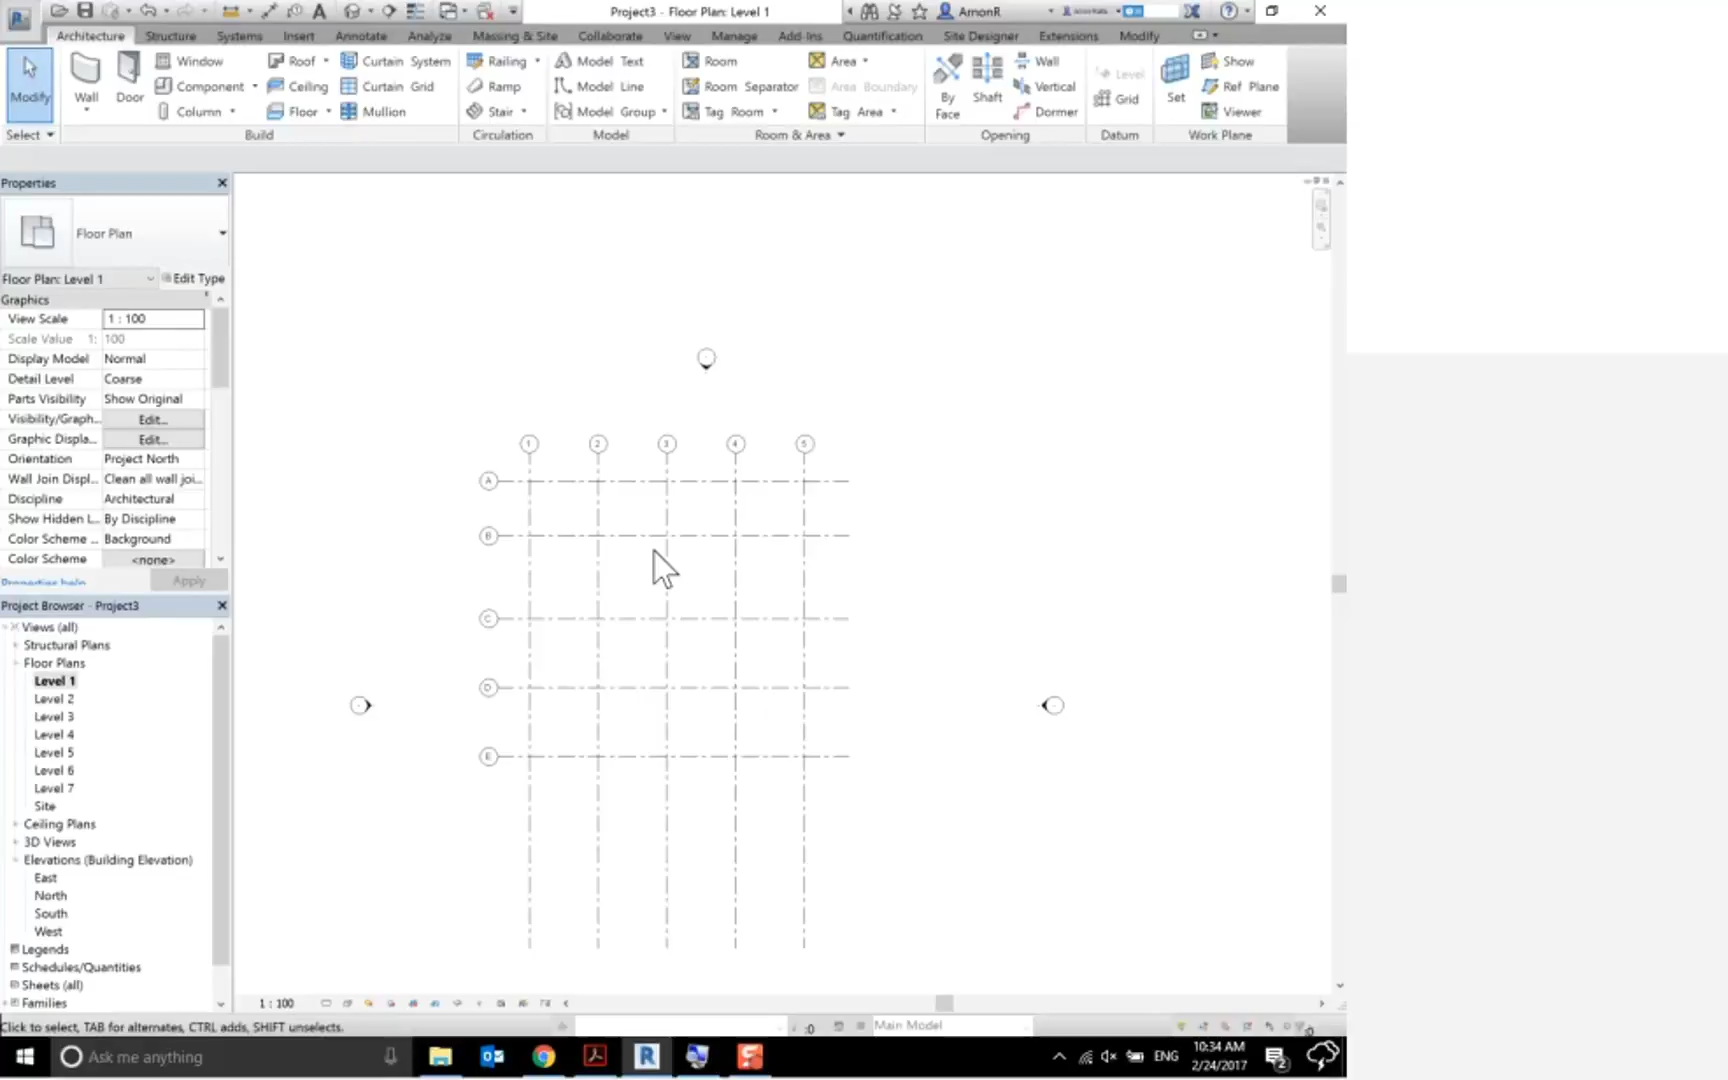 Project3 - Floor Plan: Level 1
AmonR
Architecture Structure Systems Insert Annotate Analyze Massing & Site Collaborate View Manage Add-Ins Quantification Site Designer Extensions Modify
Modify
Wall
Door
Window
Component
Column
Roof
Ceiling
Floor
Curtain System
Curtain Grid
Mullion
Railing
Ramp
Stair
Model Text
Model Line
Model Group
Room
Room Separator
Tag Room
Area
Area Boundary
Tag Area
By
Face
Shaft
Wall
Vertical
Dormer
Level
Grid
Set
Show
Ref Plane
Viewer
Select Build Circulation Model Room & Area Opening Datum Work Plane
Properties
Floor Plan
Floor Plan: Level 1 Edit Type
Graphics
View Scale 1 : 100
Scale Value 1: 100
Display Model Normal
Detail Level Coarse
Parts Visibility Show Original
Visibility/Graph... Edit...
Graphic Displa... Edit...
Orientation Project North
Wall Join Displ... Clean all wall joi...
Discipline Architectural
Show Hidden L... By Discipline
Color Scheme ... Background
Color Scheme <none>
Properties help Apply
Project Browser - Project3
Views (all)
Structural Plans
Floor Plans
Level 1
Level 2
Level 3
Level 4
Level 5
Level 6
Level 7
Site
Ceiling Plans
3D Views
Elevations (Building Elevation)
East
North
South
West
Legends
Schedules/Quantities
Sheets (all)
Families
1 2 3 4 5
A
B
C
D
E
1 : 100
Click to select, TAB for alternates, CTRL adds, SHIFT unselects.
:0
Main Model
:0
Ask me anything
ENG
10:34 AM
2/24/2017
2